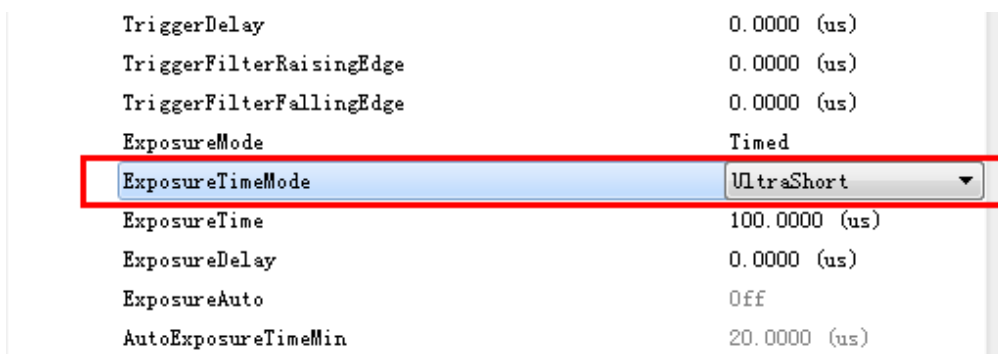 TriggerDelay 0.0000 (us)
TriggerFilterRaisingEdge 0.0000 (us)
TriggerFilterFallingEdge 0.0000 (us)
ExposureMode Timed
ExposureTimeMode UltraShort
ExposureTime 100.0000 (us)
ExposureDelay 0.0000 (us)
ExposureAuto Off
AutoExposureTimeMin 20.0000 (us)